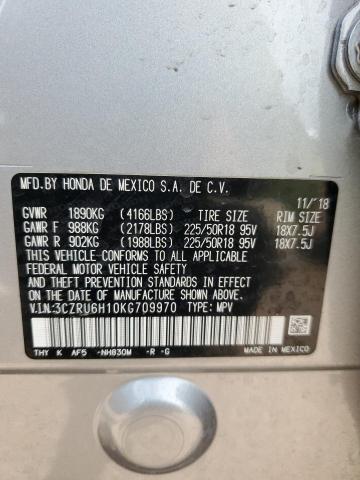 MFD.BY HONDA DE MEXICO S.A. DE C.V.
11/'18
GVWR 1890KG (4166LBS) TIRE SIZE RIM SIZE
GAWR F 988KG (2178LBS) 225/50R18 95V 18X7.5J
GAWR R 902KG (1988LBS) 225/50R18 95V 18X7.5J
THIS VEHICLE CONFORMS TO ALL APPLICABLE
FEDERAL MOTOR VEHICLE SAFETY, BUMPER,
AND THEFT PREVENTION STANDARDS IN EFFECT
ON THE DATE OF MANUFACTURE SHOWN ABOVE.
V.I.N.:3CZRU6H10KG709970 TYPE: MPV
THY K AF5 -NH830M -R -G MADE IN MEXICO